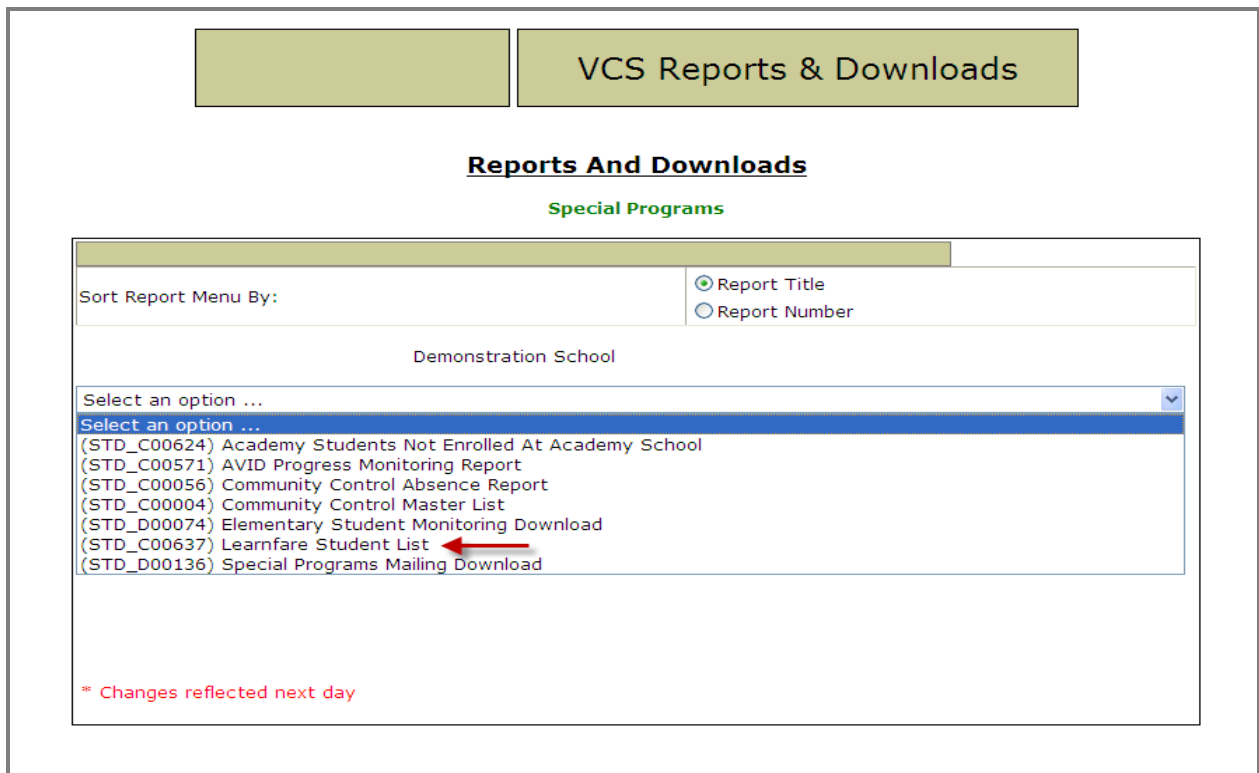 VCS Reports & Downloads
Reports And Downloads
Special Programs
Sort Report Menu By:
Report Title
Report Number
Demonstration School
Select an option ...
Select an option ...
(STD_C00624) Academy Students Not Enrolled At Academy School
(STD_C00571) AVID Progress Monitoring Report
(STD_C00056) Community Control Absence Report
(STD_C00004) Community Control Master List
(STD_D00074) Elementary Student Monitoring Download
(STD_C00637) Learnfare Student List
(STD_D00136) Special Programs Mailing Download
* Changes reflected next day